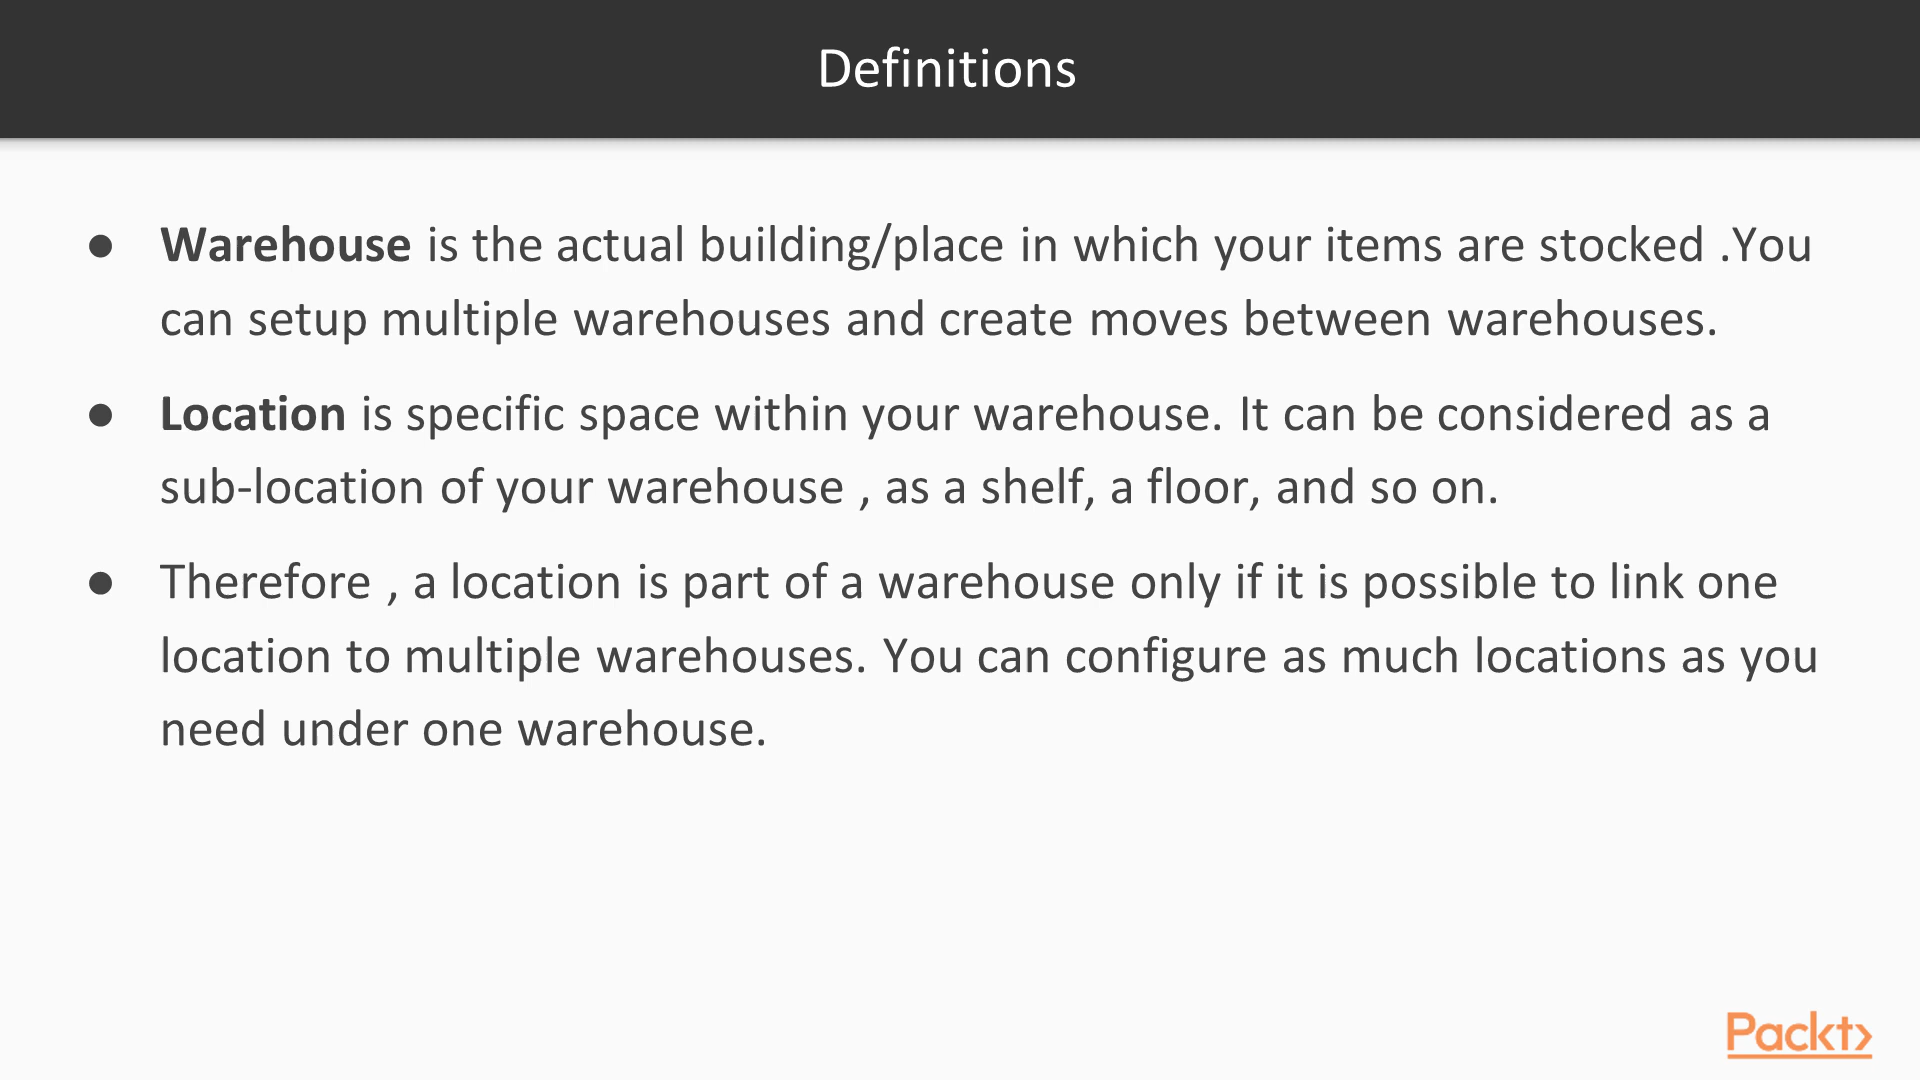 Definitions
● Warehouse is the actual building/place in which your items are stocked .You
can setup multiple warehouses and create moves between warehouses.
● Location is specific space within your warehouse. It can be considered as a
sub-location of your warehouse , as a shelf, a floor, and so on.
● Therefore , a location is part of a warehouse only if it is possible to link one
location to multiple warehouses. You can configure as much locations as you
need under one warehouse.
Packt>